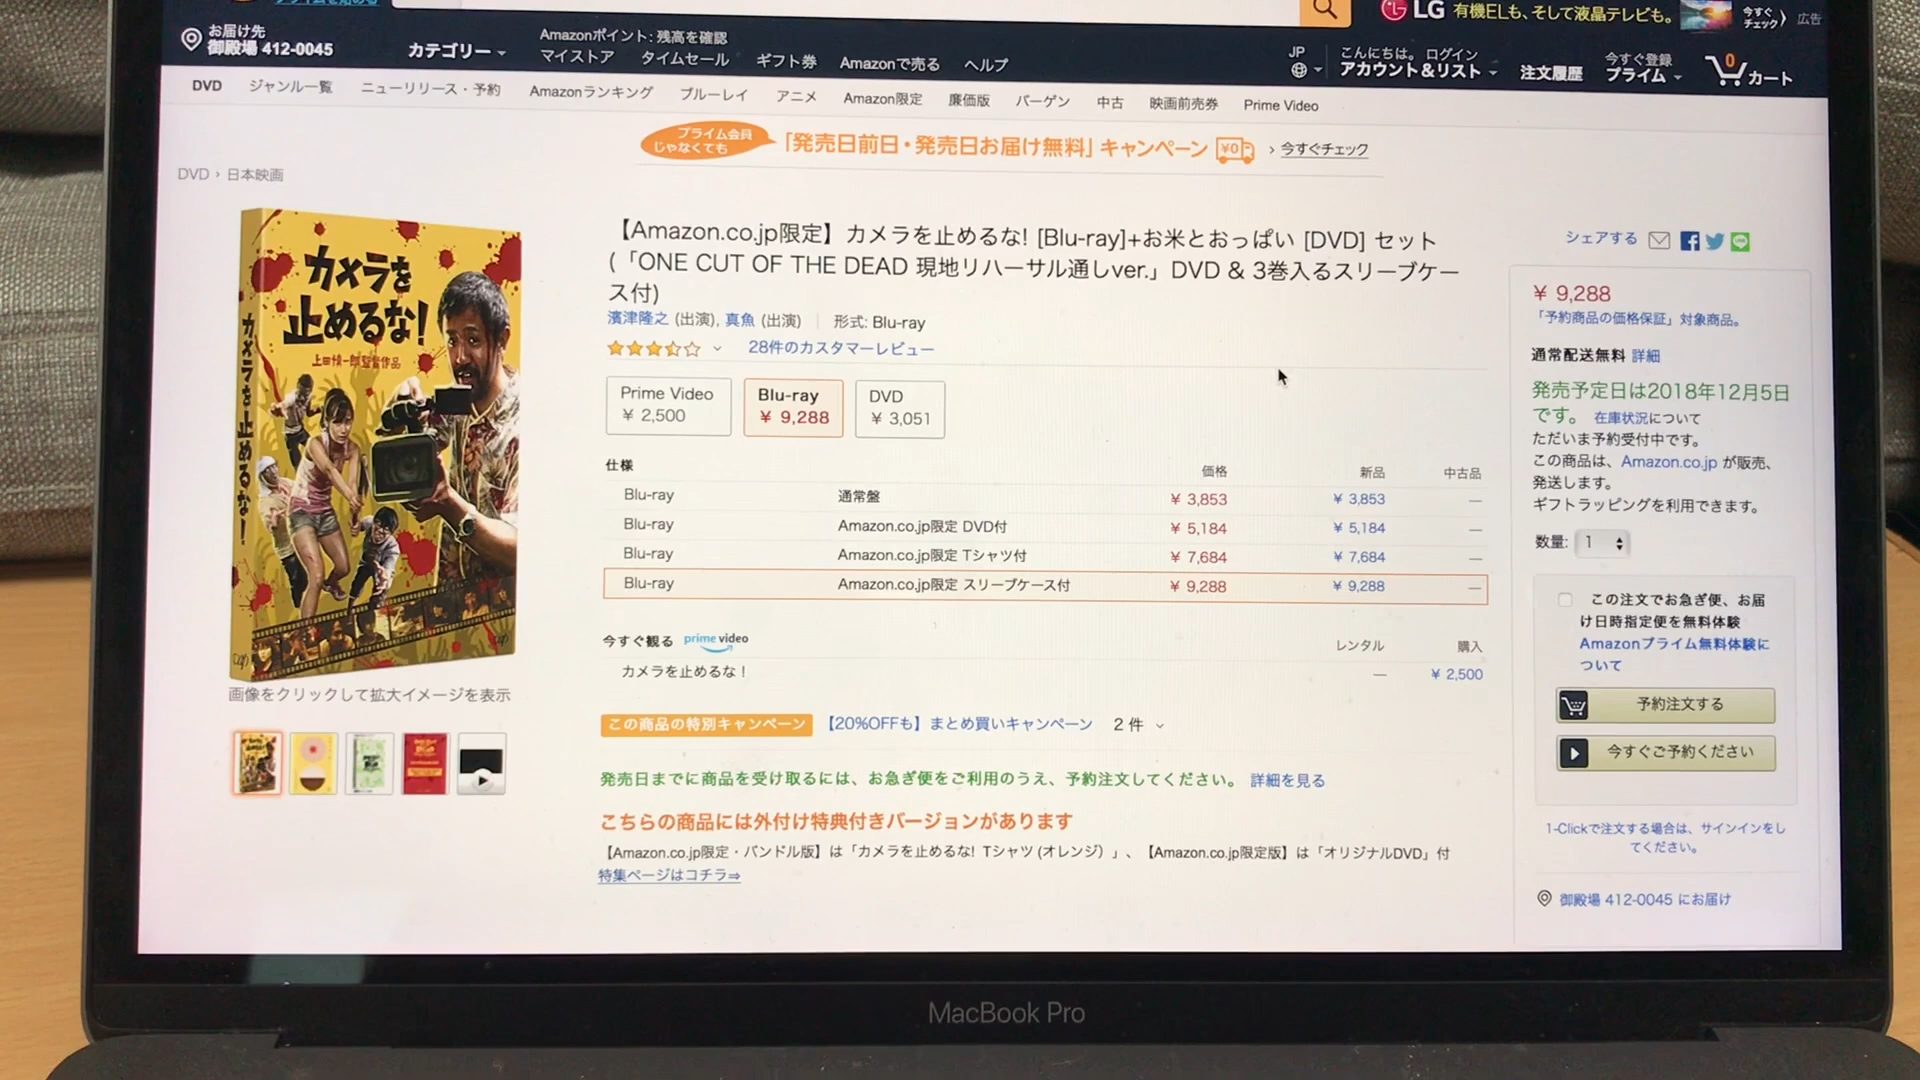 LG 有機ELも、そして液晶テレビも。 今すぐチェック 広告
お届け先
御殿場 412-0045
カテゴリー
Amazonポイント: 残高を確認
マイストア タイムセール ギフト券 Amazonで売る ヘルプ
JP
こんにちは。ログイン
アカウント&リスト
注文履歴
今すぐ登録
プライム
0
カート
DVD ジャンル一覧 ニューリリース・予約 Amazonランキング ブルーレイ アニメ Amazon限定 廉価版 バーゲン 中古 映画前売券 Prime Video
プライム会員
じゃなくても
「発売日前日・発売日お届け無料」キャンペーン ¥0 › 今すぐチェック
DVD › 日本映画
カメラを
止めるな!
上田慎一郎監督作品
カメラを止めるな!
画像をクリックして拡大イメージを表示
【Amazon.co.jp限定】カメラを止めるな! [Blu-ray]+お米とおっぱい [DVD] セット
(「ONE CUT OF THE DEAD 現地リハーサル通しver.」DVD & 3巻入るスリーブケー
ス付)
濱津隆之 (出演), 真魚 (出演) 形式: Blu-ray
28件のカスタマーレビュー
Prime Video
¥ 2,500
Blu-ray
¥ 9,288
DVD
¥ 3,051
仕様 価格 新品 中古品
Blu-ray 通常盤 ¥ 3,853 ¥ 3,853 —
Blu-ray Amazon.co.jp限定 DVD付 ¥ 5,184 ¥ 5,184 —
Blu-ray Amazon.co.jp限定 Tシャツ付 ¥ 7,684 ¥ 7,684 —
Blu-ray Amazon.co.jp限定 スリーブケース付 ¥ 9,288 ¥ 9,288 —
今すぐ観る prime video レンタル 購入
カメラを止めるな! — ¥ 2,500
この商品の特別キャンペーン 【20%OFFも】まとめ買いキャンペーン 2 件
発売日までに商品を受け取るには、お急ぎ便をご利用のうえ、予約注文してください。 詳細を見る
こちらの商品には外付け特典付きバージョンがあります
【Amazon.co.jp限定・バンドル版】は「カメラを止めるな! Tシャツ (オレンジ) 」、【Amazon.co.jp限定版】は「オリジナルDVD」付
特集ページはコチラ⇒
シェアする
¥ 9,288
「予約商品の価格保証」対象商品。
通常配送無料 詳細
発売予定日は2018年12月5日
です。 在庫状況について
ただいま予約受付中です。
この商品は、Amazon.co.jp が販売、
発送します。
ギフトラッピングを利用できます。
数量: 1
この注文でお急ぎ便、お届
け日時指定便を無料体験
Amazonプライム無料体験に
ついて
予約注文する
今すぐご予約ください
1-Clickで注文する場合は、サインインをし
てください。
御殿場 412-0045 にお届け
MacBook Pro